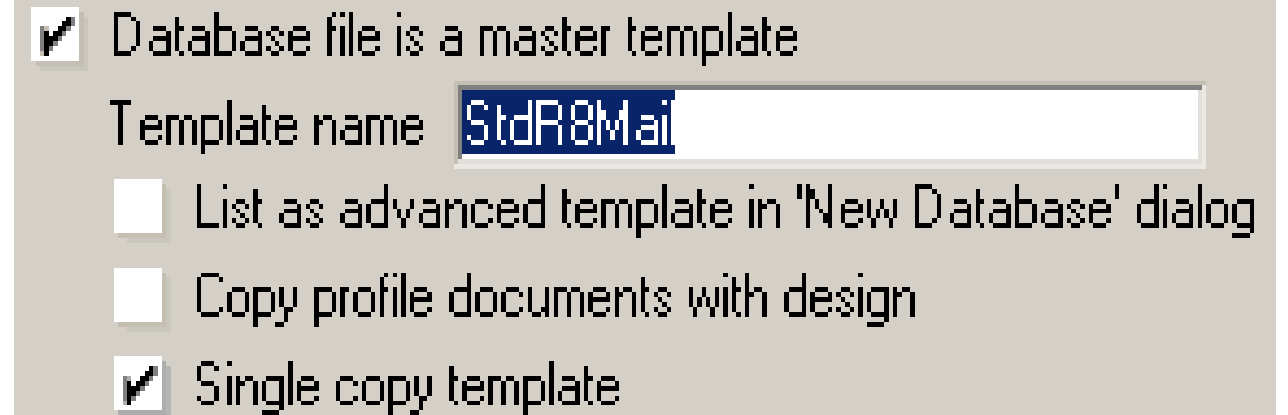 Database file is a master template
Template name StdR8Mail
List as advanced template in 'New Database' dialog
Copy profile documents with design
Single copy template